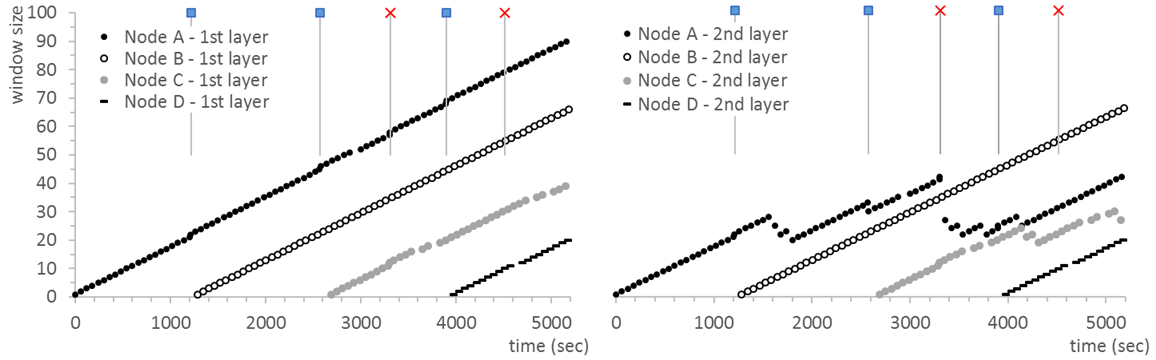 window size
100
90
80
70
60
50
40
30
20
10
0
Node A - 1st layer
Node B - 1st layer
Node C - 1st layer
Node D - 1st layer
0 1000 2000 3000 4000 5000
time (sec)
100
90
80
70
60
50
40
30
20
10
0
Node A - 2nd layer
Node B - 2nd layer
Node C - 2nd layer
Node D - 2nd layer
0 1000 2000 3000 4000 5000
time (sec)